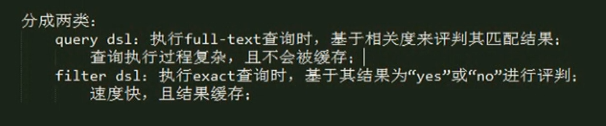 分成两类：
query dsl：执行full-text查询时，基于相关度来评判其匹配结果；
查询执行过程复杂，且不会被缓存；
filter dsl：执行exact查询时，基于其结果为“yes”或“no”进行评判；
速度快，且结果缓存；